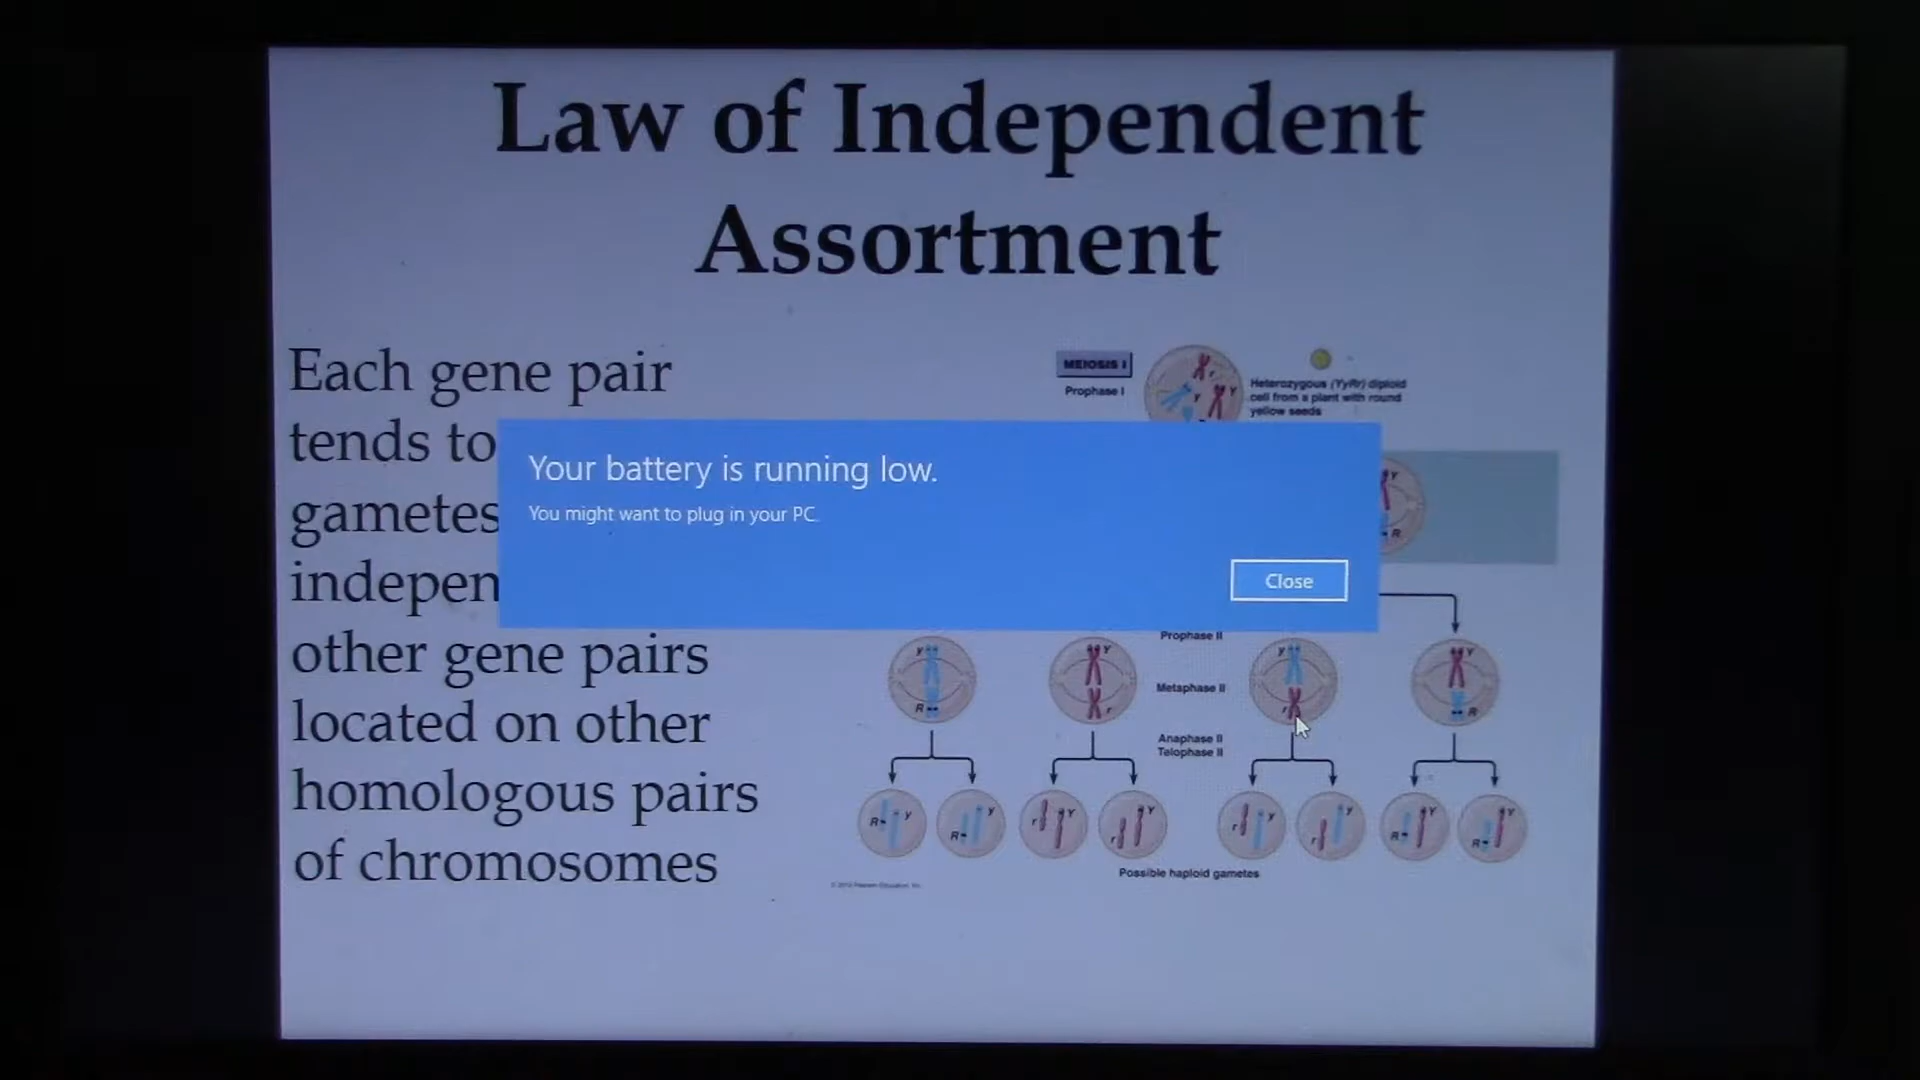 Law of Independent
Assortment
Each gene pair
tends to
gametes
indepen
other gene pairs
located on other
homologous pairs
of chromosomes
Your battery is running low.
You might want to plug in your PC.
Close
MEIOSIS I
Prophase I
Heterozygous (YyRr) diploid
cell from a plant with round
yellow seeds
r
y
Y
Y
R
Prophase II
Metaphase II
y
R
Y
r
y
r
Y
R
Anaphase II
Telophase II
R y
R y
r Y
r Y
r y
r y
R Y
R Y
Possible haploid gametes